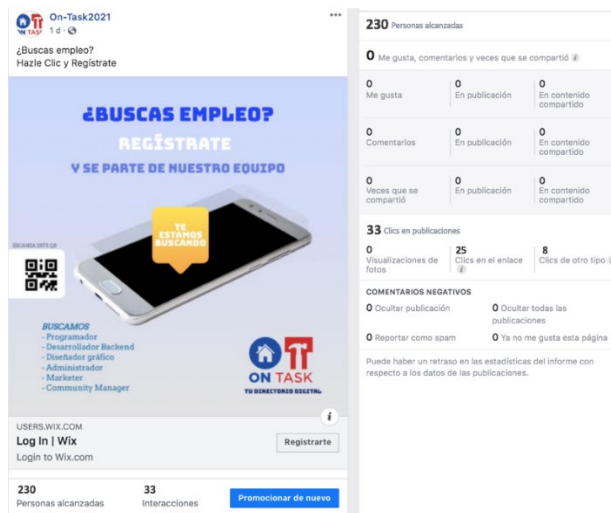 On-Task2021
1 d
¿Buscas empleo?
Hazle Clic y Regístrate
¿BUSCAS EMPLEO?
REGÍSTRATE
Y SE PARTE DE NUESTRO EQUIPO
TE
ESTAMOS
BUSCANDO
ESCANEA ESTE QR
BUSCAMOS
- Programador
- Desarrollador Backend
- Diseñador gráfico
- Administrador
- Marketer
- Community Manager
ON TASK
TU DIRECTORIO DIGITAL
USERS.WIX.COM
Log In | Wix
Login to Wix.com
Registrarte
230
Personas alcanzadas
33
Interacciones
Promocionar de nuevo
230 Personas alcanzadas
0 Me gusta, comentarios y veces que se compartió
0
Me gusta
0
En publicación
0
En contenido
compartido
0
Comentarios
0
En publicación
0
En contenido
compartido
0
Veces que se
compartió
0
En publicación
0
En contenido
compartido
33 Clics en publicaciones
0
Visualizaciones de
fotos
25
Clics en el enlace
8
Clics de otro tipo
COMENTARIOS NEGATIVOS
0 Ocultar publicación
0 Ocultar todas las
publicaciones
0 Reportar como spam
0 Ya no me gusta esta página
Puede haber un retraso en las estadísticas del informe con
respecto a los datos de las publicaciones.